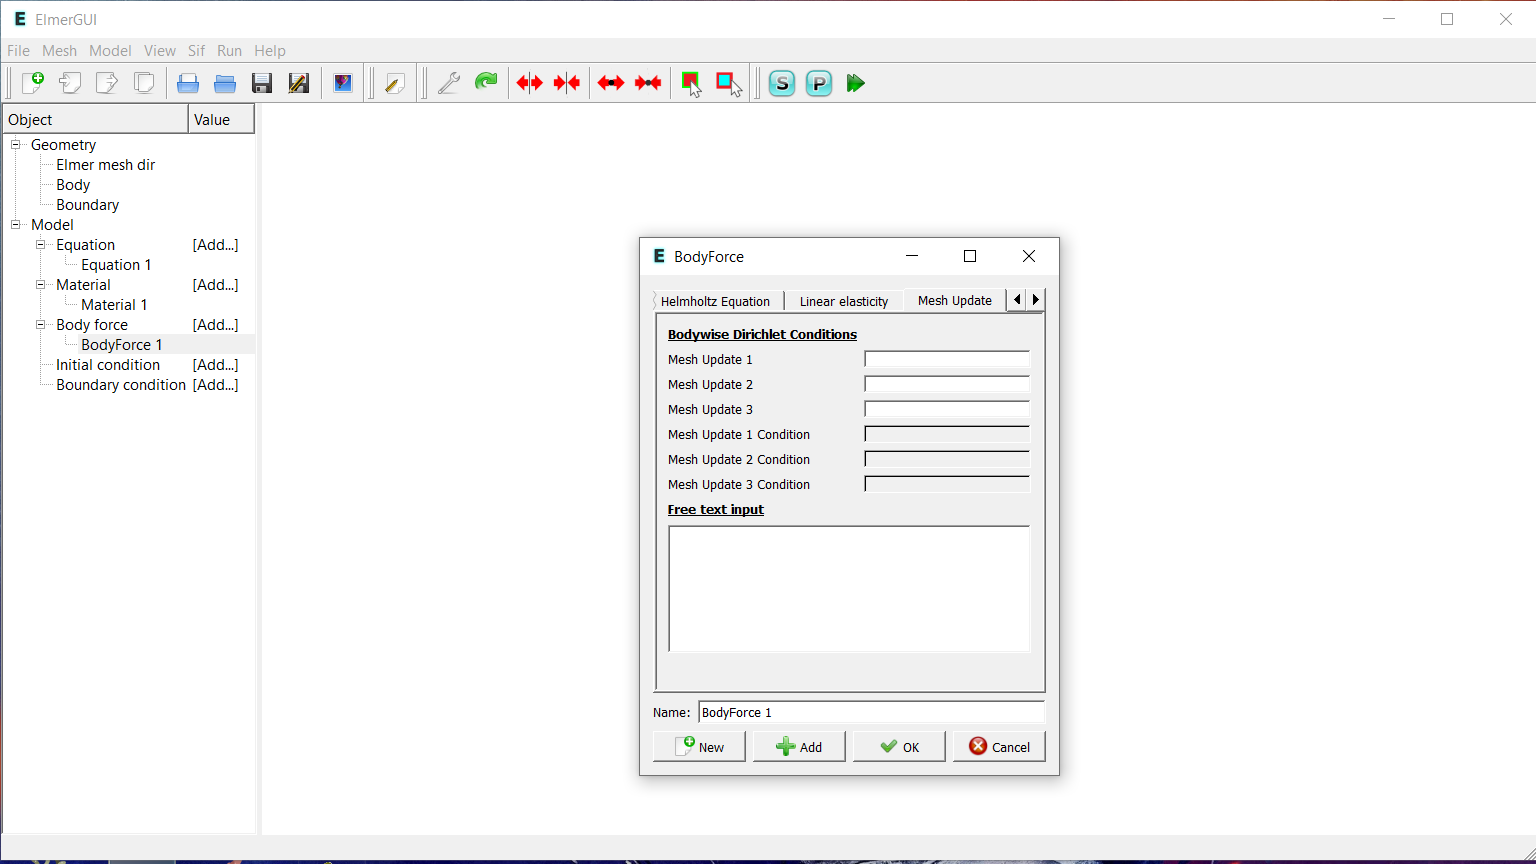 ElmerGUI
File Mesh Model View Sif Run Help
S P
Object Value
Geometry
Elmer mesh dir
Body
Boundary
Model
Equation [Add...]
Equation 1
Material [Add...]
Material 1
Body force [Add...]
BodyForce 1
Initial condition [Add...]
Boundary condition [Add...]
BodyForce
Helmholtz Equation Linear elasticity Mesh Update
Bodywise Dirichlet Conditions
Mesh Update 1
Mesh Update 2
Mesh Update 3
Mesh Update 1 Condition
Mesh Update 2 Condition
Mesh Update 3 Condition
Free text input
Name: BodyForce 1
New Add OK Cancel